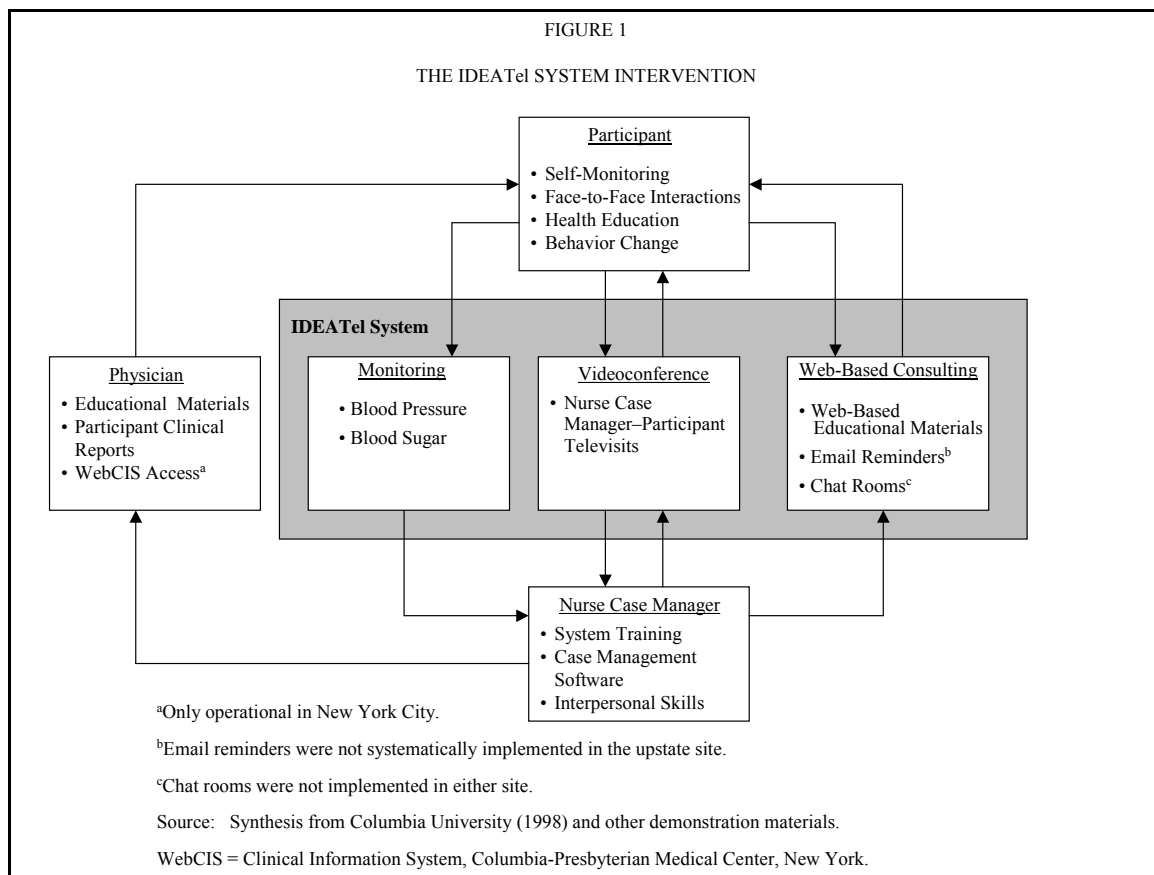 FIGURE 1
THE IDEATel SYSTEM INTERVENTION
Participant
• Self-Monitoring
• Face-to-Face Interactions
• Health Education
• Behavior Change
IDEATel System
Physician
• Educational Materials
• Participant Clinical
Reports
• WebCIS Accessᵃ
Monitoring
• Blood Pressure
• Blood Sugar
Videoconference
• Nurse Case
Manager–Participant
Televisits
Web-Based Consulting
• Web-Based
Educational Materials
• Email Remindersᵇ
• Chat Roomsᶜ
Nurse Case Manager
• System Training
• Case Management
Software
• Interpersonal Skills
ᵃOnly operational in New York City.
ᵇEmail reminders were not systematically implemented in the upstate site.
ᶜChat rooms were not implemented in either site.
Source: Synthesis from Columbia University (1998) and other demonstration materials.
WebCIS = Clinical Information System, Columbia-Presbyterian Medical Center, New York.